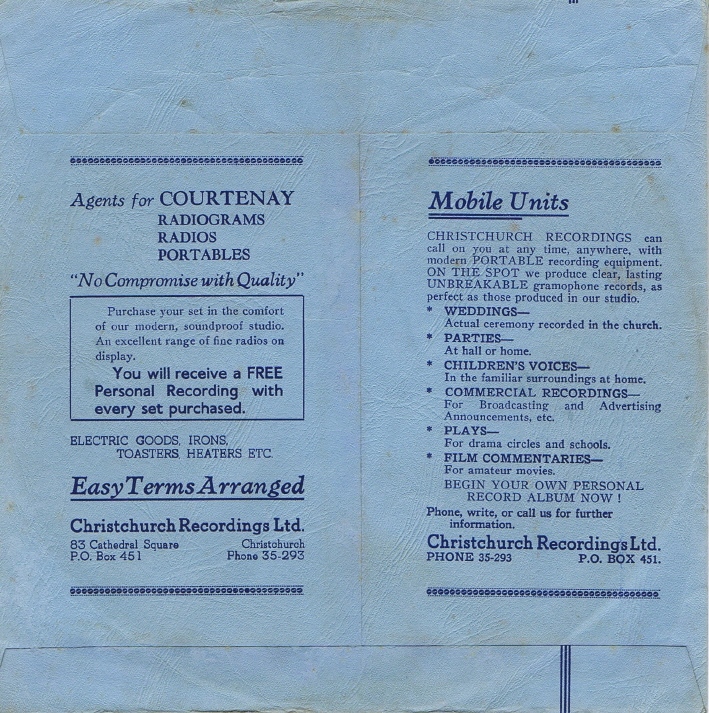 Agents for COURTENAY
RADIOGRAMS
RADIOS
PORTABLES
"No Compromise with Quality"
Purchase your set in the comfort
of our modern, soundproof studio.
An excellent range of fine radios on
display.
You will receive a FREE
Personal Recording with
every set purchased.
ELECTRIC GOODS, IRONS,
TOASTERS, HEATERS ETC.
Easy Terms Arranged
Christchurch Recordings Ltd.
83 Cathedral Square Christchurch
P.O. Box 451 Phone 35-293
Mobile Units
CHRISTCHURCH RECORDINGS can
call on you at any time, anywhere, with
modern PORTABLE recording equipment.
ON THE SPOT we produce clear, lasting
UNBREAKABLE gramophone records, as
perfect as those produced in our studio.
* WEDDINGS—
Actual ceremony recorded in the church.
* PARTIES—
At hall or home.
* CHILDREN'S VOICES—
In the familiar surroundings at home.
* COMMERCIAL RECORDINGS—
For Broadcasting and Advertising
Announcements, etc.
* PLAYS—
For drama circles and schools.
* FILM COMMENTARIES—
For amateur movies.
BEGIN YOUR OWN PERSONAL
RECORD ALBUM NOW !
Phone, write, or call us for further
information.
Christchurch Recordings Ltd.
PHONE 35-293 P.O. BOX 451.